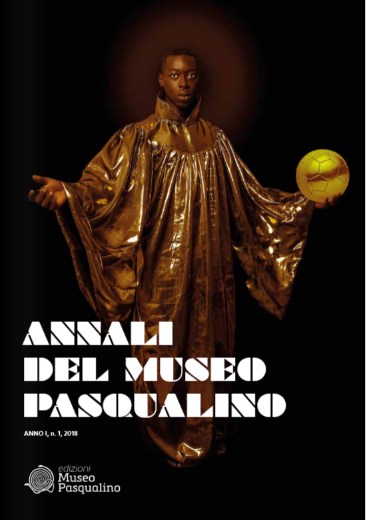 ANNALI
DEL MUSEO
PASQUALINO
ANNO I, n. 1, 2018
edizioni
Museo
Pasqualino